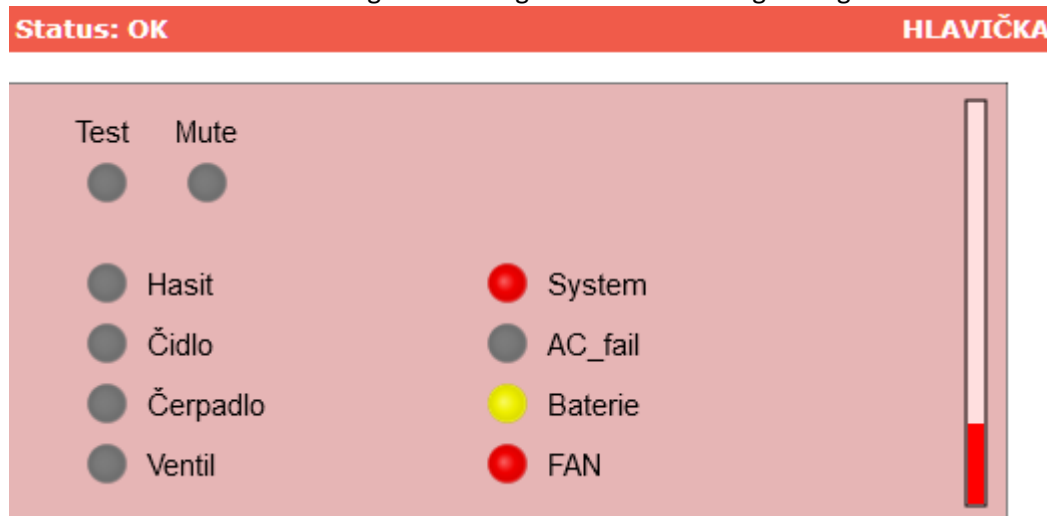 Status: OK HLAVIČKA
Test Mute
Hasit System
Čidlo AC_fail
Čerpadlo Baterie
Ventil FAN